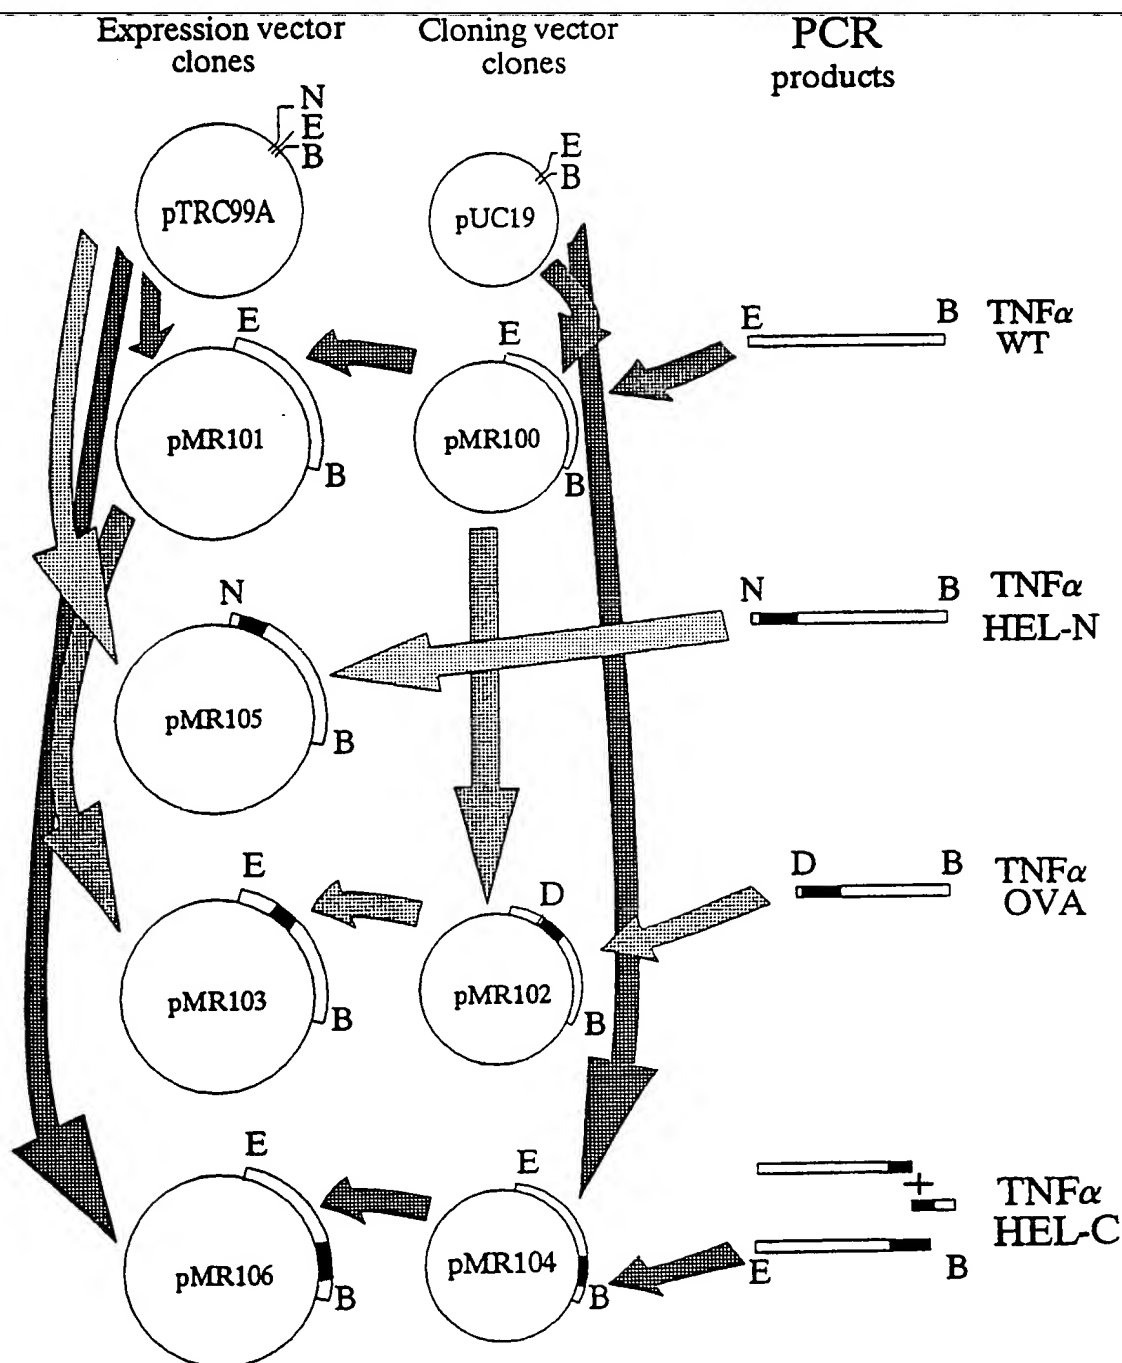 Expression vector
clones
Cloning vector
clones
PCR
products
N
E
B
pTRC99A
E
B
pUC19
E
B
pMR101
E
B
pMR100
E
B
TNFα
WT
N
B
pMR105
N
B
TNFα
HEL-N
E
B
pMR103
D
B
pMR102
D
B
TNFα
OVA
E
B
pMR106
E
B
pMR104
+
E
B
TNFα
HEL-C